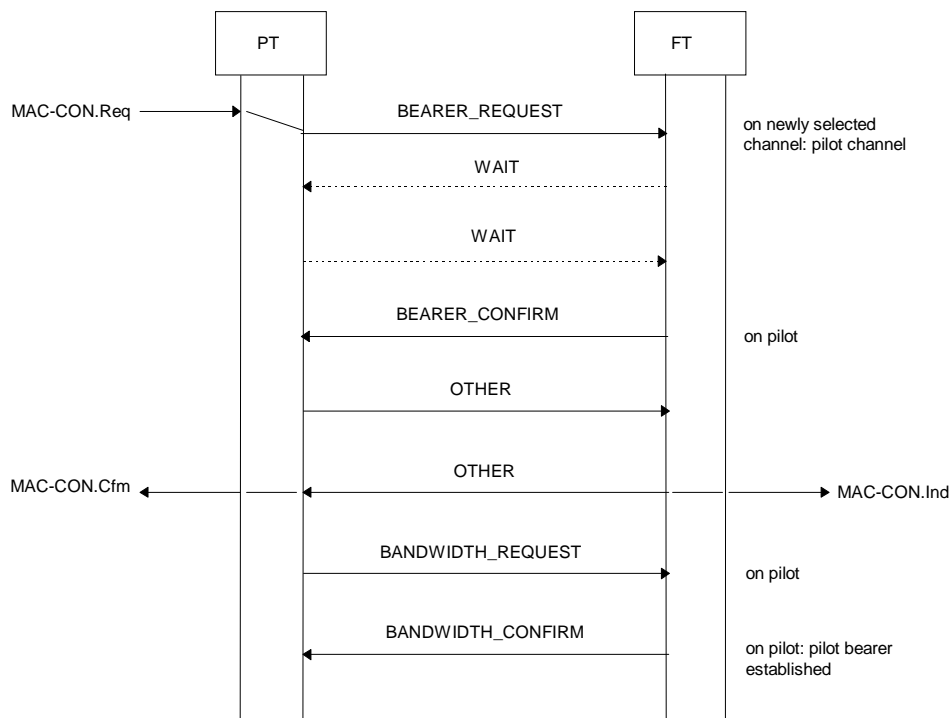 PT
FT
MAC-CON.Req
BEARER_REQUEST
on newly selected
channel: pilot channel
WAIT
WAIT
BEARER_CONFIRM
on pilot
OTHER
OTHER
MAC-CON.Cfm
MAC-CON.Ind
BANDWIDTH_REQUEST
on pilot
BANDWIDTH_CONFIRM
on pilot: pilot bearer
established